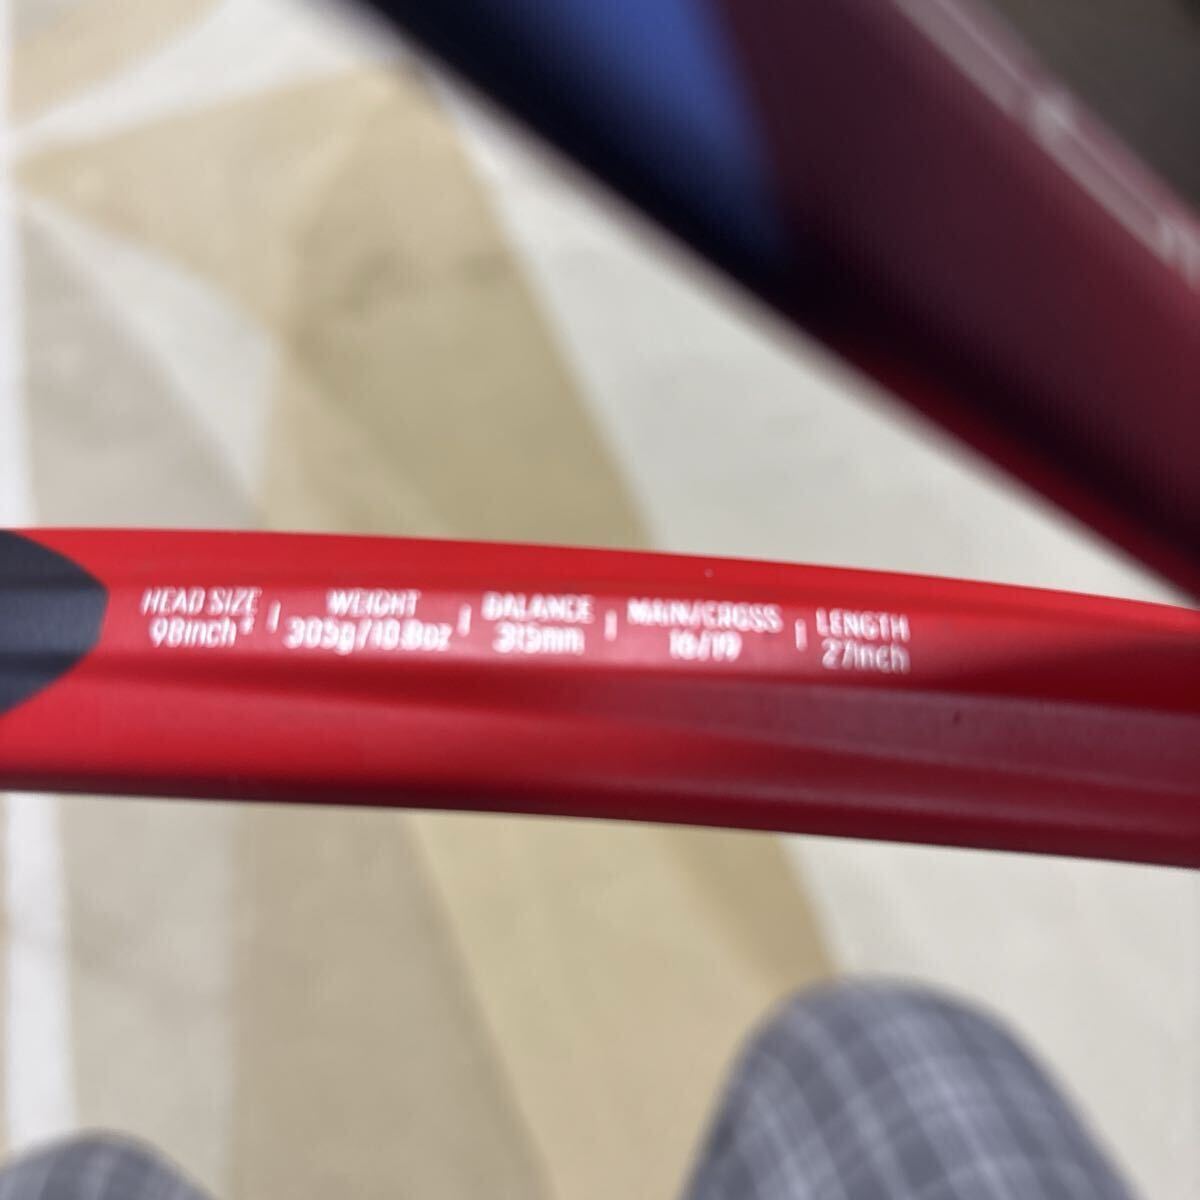 HEAD SIZE | WEIGHT | BALANCE | MAIN/CROSS | LENGTH
98inch² | 305g/10.8oz | 315mm | 16/19 | 27inch